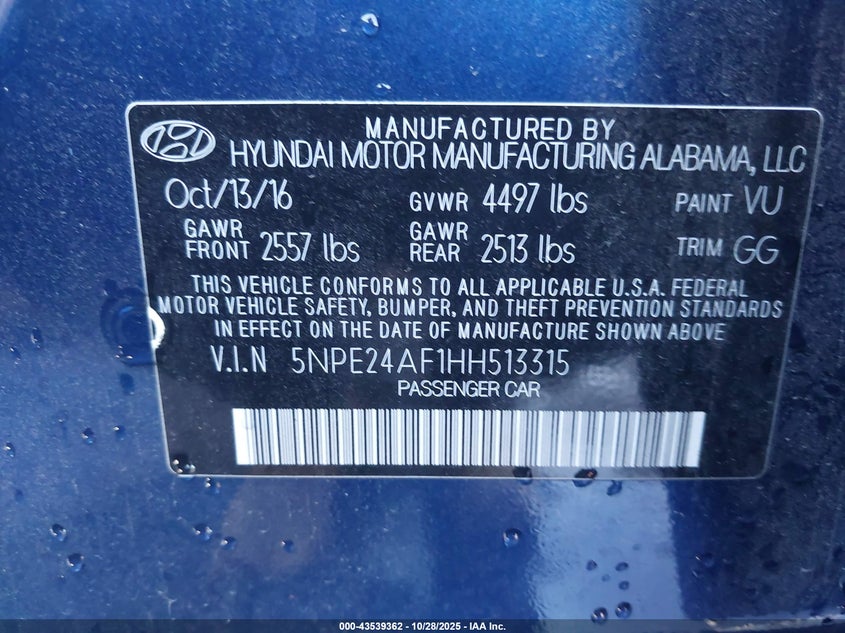 MANUFACTURED BY
HYUNDAI MOTOR MANUFACTURING ALABAMA, LLC
Oct/13/16 GVWR 4497 lbs PAINT VU
GAWR FRONT 2557 lbs GAWR REAR 2513 lbs TRIM GG
THIS VEHICLE CONFORMS TO ALL APPLICABLE U.S.A. FEDERAL
MOTOR VEHICLE SAFETY, BUMPER, AND THEFT PREVENTION STANDARDS
IN EFFECT ON THE DATE OF MANUFACTURE SHOWN ABOVE
V.I.N 5NPE24AF1HH513315
PASSENGER CAR
000-43539362 | 10/28/2025 - IAA Inc.